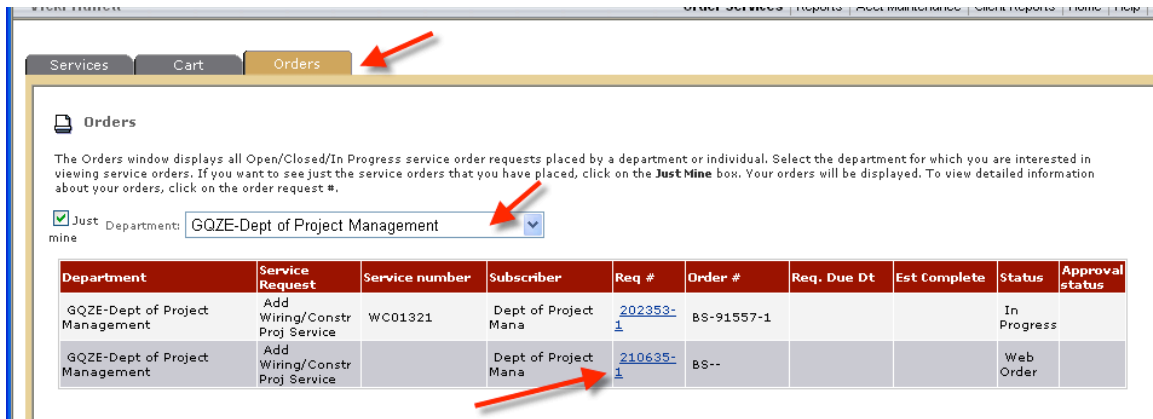 Order Services | Reports | Acct Maintenance | Client Reports | Home | Help
Services Cart Orders
Orders
The Orders window displays all Open/Closed/In Progress service order requests placed by a department or individual. Select the department for which you are interested in
viewing service orders. If you want to see just the service orders that you have placed, click on the Just Mine box. Your orders will be displayed. To view detailed information
about your orders, click on the order request #.
Just mine Department: GQZE-Dept of Project Management
Department Service Request Service number Subscriber Req # Order # Req. Due Dt Est Complete Status Approval status
GQZE-Dept of Project Management Add Wiring/Constr Proj Service WC01321 Dept of Project Mana 202353-1 BS-91557-1 In Progress
GQZE-Dept of Project Management Add Wiring/Constr Proj Service Dept of Project Mana 210635-1 BS-- Web Order